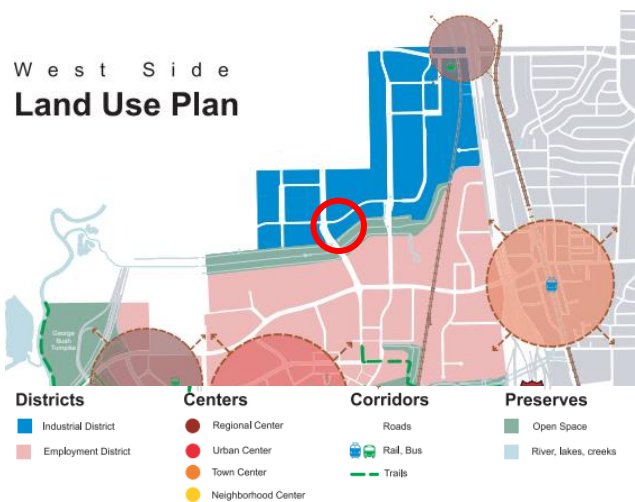 West Side
Land Use Plan
George
Bush
Turnpike
Districts
Industrial District
Employment District
Centers
Regional Center
Urban Center
Town Center
Neighborhood Center
Corridors
Roads
Rail, Bus
Trails
Preserves
Open Space
River, lakes, creeks